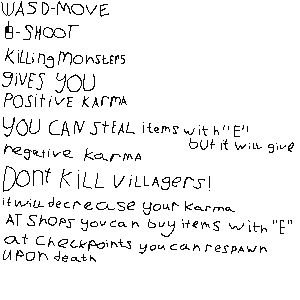 WASD-MOVE
-SHOOT
Killing Monsters
giVES YOU
POSiTiVE KARMA
YOU CAN STEAL items with "E"
but it will give
negative karma
DONt KiLL ViLLAGERS!
it will decrease your karma
AT SHOPS you can buy items with "E"
at Checkpoints you can respawn
UPON death